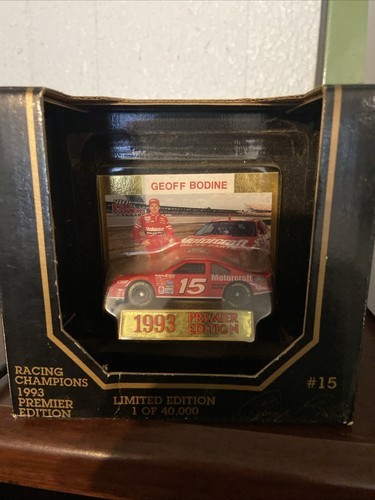 GEOFF BODINE
Motorcraft
15 Motorcraft
1993 PREMIER
EDITION
RACING
CHAMPIONS
1993
PREMIER
EDITION
LIMITED EDITION
1 OF 40,000
#15